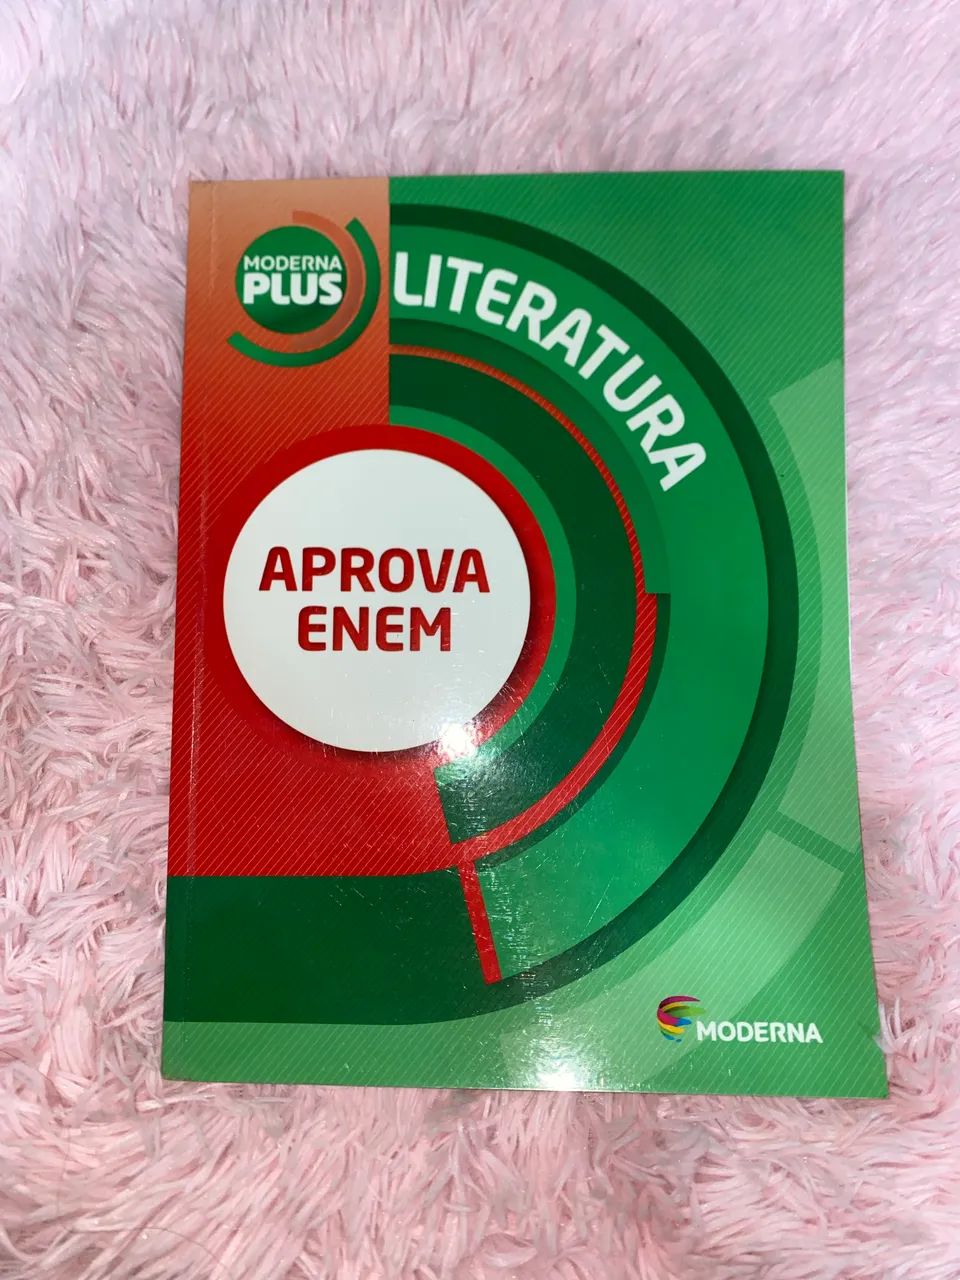 MODERNA
PLUS
LITERATURA
APROVA
ENEM
MODERNA